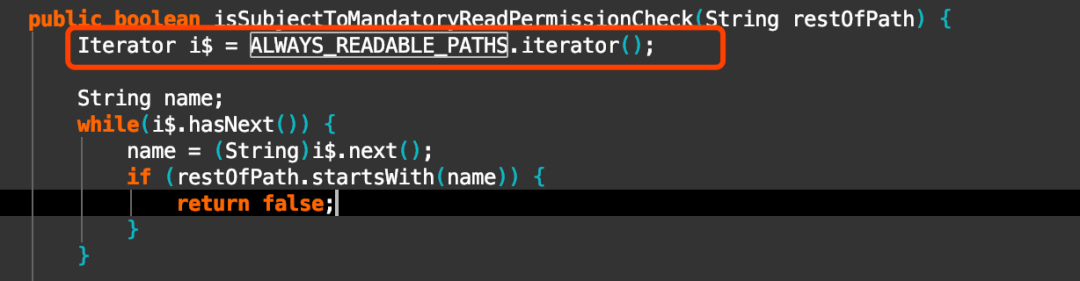 public boolean isSubjectToMandatoryReadPermissionCheck(String restOfPath) {
Iterator i$ = ALWAYS_READABLE_PATHS.iterator();
String name;
while(i$.hasNext()) {
name = (String)i$.next();
if (restOfPath.startsWith(name)) {
return false;
}
}